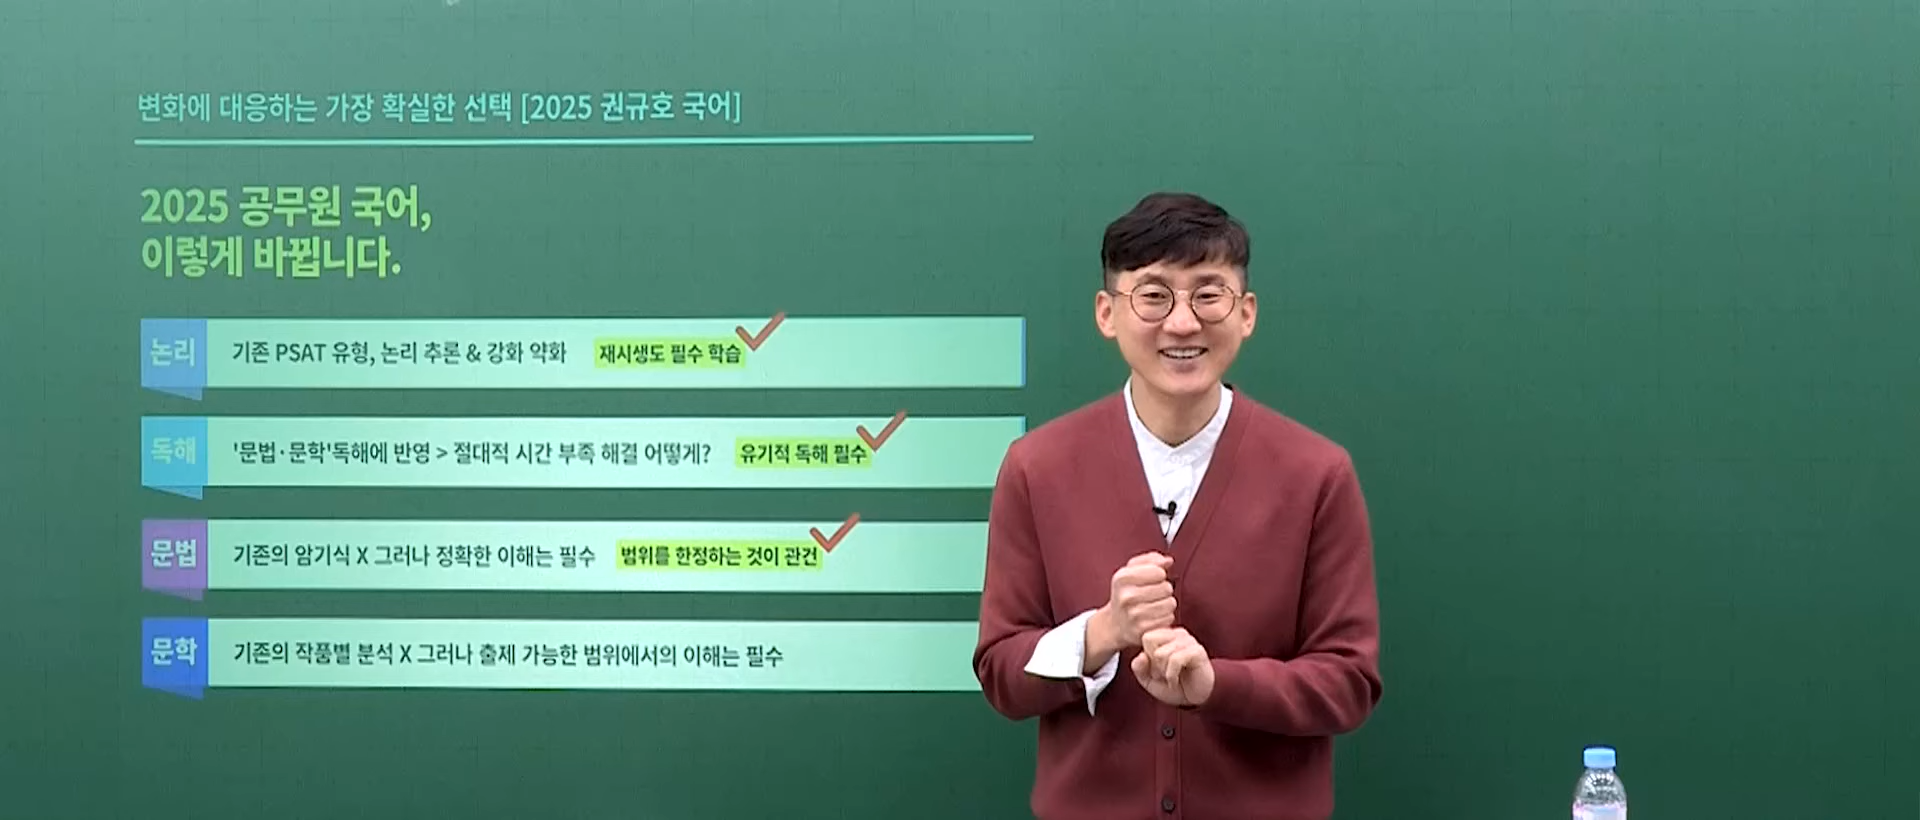 변화에 대응하는 가장 확실한 선택 [2025 권규호 국어]
2025 공무원 국어,
이렇게 바뀝니다.
논리 기존 PSAT 유형, 논리 추론 & 강화 약화 재시생도 필수 학습
독해 '문법·문학'독해에 반영 > 절대적 시간 부족 해결 어떻게? 유기적 독해 필수
문법 기존의 암기식 X 그러나 정확한 이해는 필수 범위를 한정하는 것이 관건
문학 기존의 작품별 분석 X 그러나 출제 가능한 범위에서의 이해는 필수